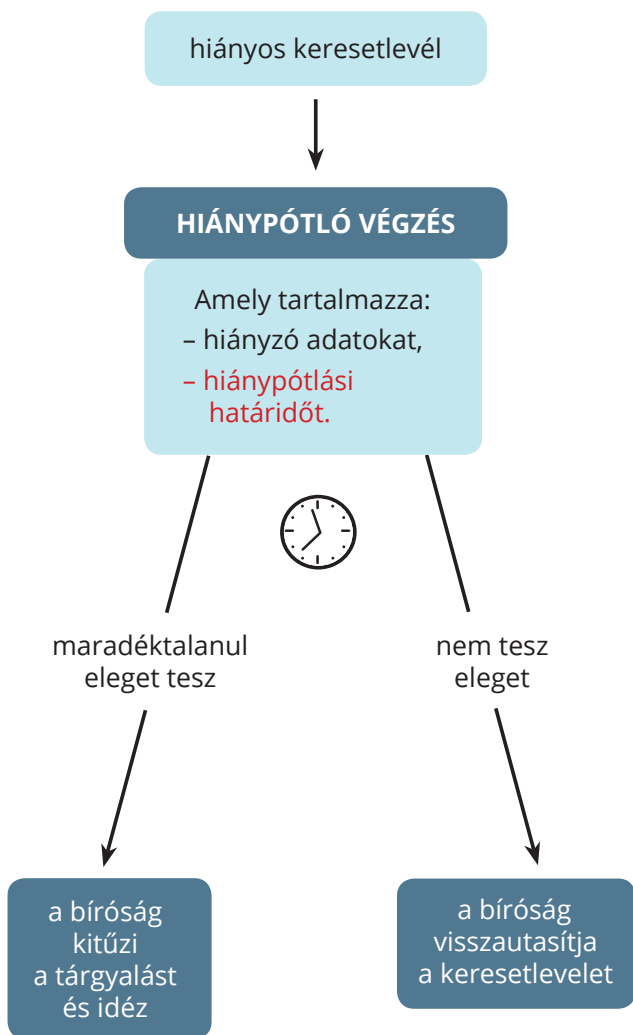 hiányos keresetlevél
HIÁNYPÓTLÓ VÉGZÉS
Amely tartalmazza:
– hiányzó adatokat,
– hiánypótlási
határidőt.
maradéktalanul
eleget tesz
nem tesz
eleget
a bíróság
kitűzi
a tárgyalást
és idéz
a bíróság
visszautasítja
a keresetlevelet